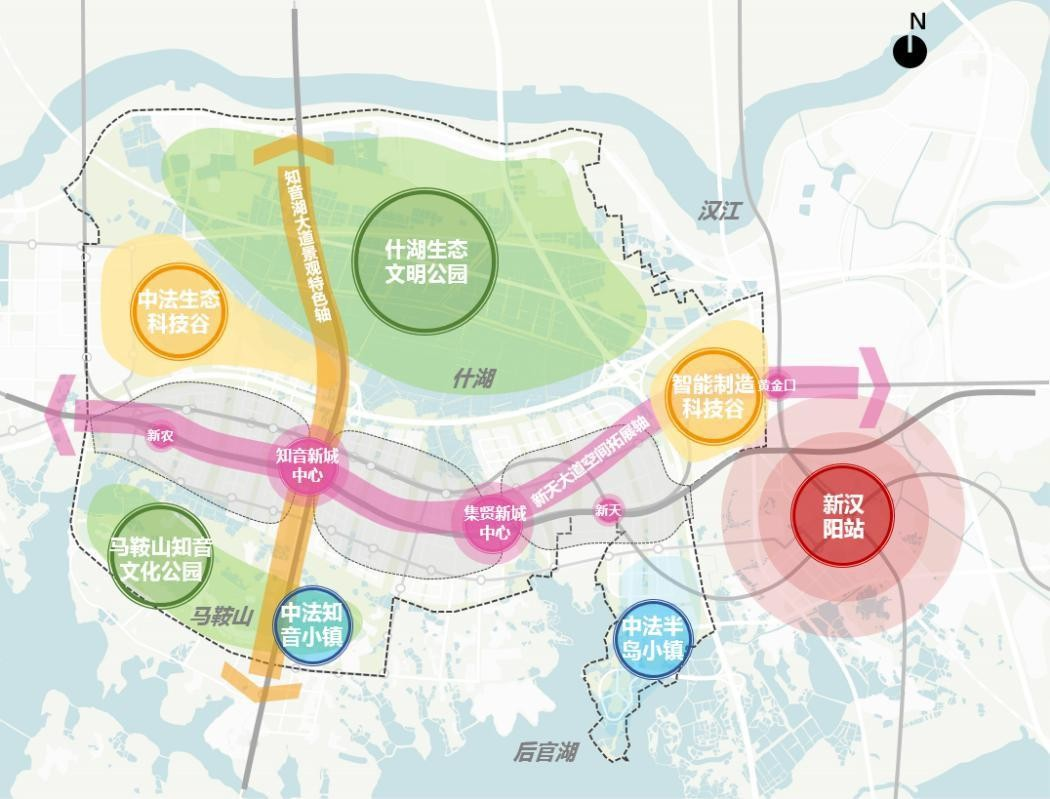 N
汉江
知音湖大道景观特色轴
什湖生态
文明公园
中法生态
科技谷
什湖
智能制造
科技谷
黄金口
新农
知音新城
中心
新天大道空间拓展轴
集贤新城
中心
新天
新汉
阳站
马鞍山知音
文化公园
马鞍山
中法知
音小镇
中法半
岛小镇
后官湖